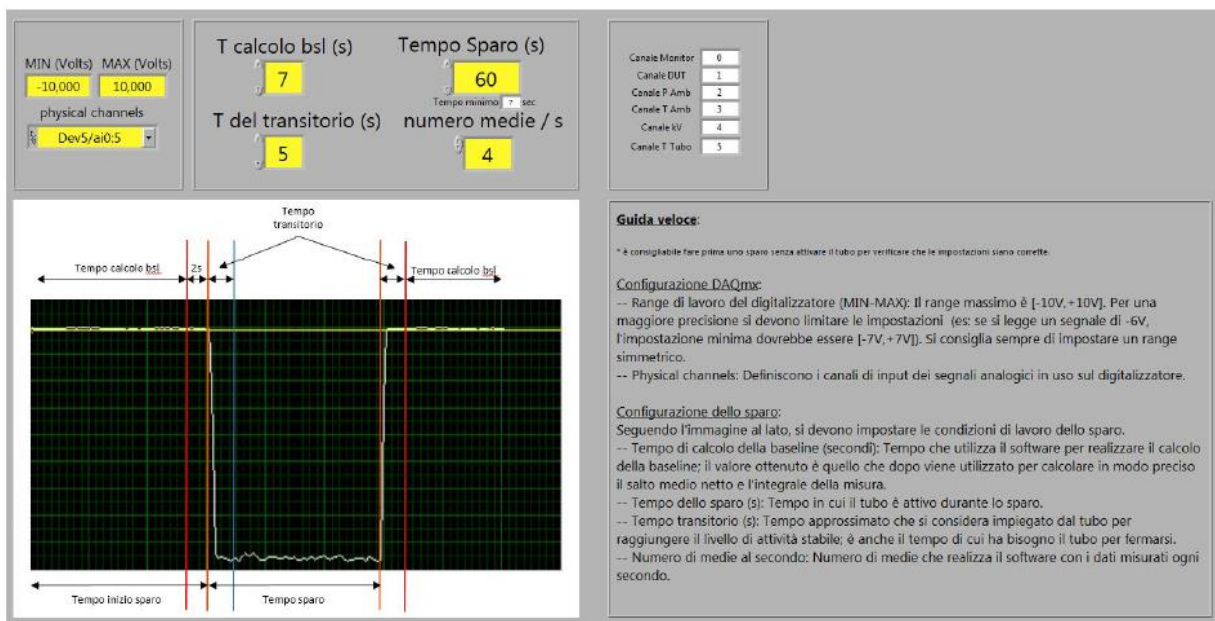 MIN (Volts) MAX (Volts)
-10,000 10,000
physical channels
Dev5/ai0:5
T calcolo bsl (s)
7
Tempo Sparo (s)
60
Tempo minimo 7 sec
T del transitorio (s)
5
numero medie / s
4
Canale Monitor 0
Canale DUT 1
Canale P Amb 2
Canale T Amb 3
Canale kV 4
Canale T Tubo 5
Tempo
transitorio
Tempo calcolo bsl
2s
Tempo calcolo bsl
Tempo inizio sparo
Tempo sparo
Guida veloce:
* è consigliabile fare prima uno sparo senza attivare il tubo per verificare che le impostazioni siano corrette.
Configurazione DAQmx:
-- Range di lavoro del digitalizzatore (MIN-MAX): Il range massimo è [-10V,+10V]. Per una
maggiore precisione si devono limitare le impostazioni (es: se si legge un segnale di -6V,
l'impostazione minima dovrebbe essere [-7V,+7V]). Si consiglia sempre di impostare un range
simmetrico.
-- Physical channels: Definiscono i canali di input dei segnali analogici in uso sul digitalizzatore.
Configurazione dello sparo:
Seguendo l'immagine al lato, si devono impostare le condizioni di lavoro dello sparo.
-- Tempo di calcolo della baseline (secondi): Tempo che utilizza il software per realizzare il calcolo
della baseline; il valore ottenuto è quello che dopo viene utilizzato per calcolare in modo preciso
il salto medio netto e l'integrale della misura.
-- Tempo dello sparo (s): Tempo in cui il tubo è attivo durante lo sparo.
-- Tempo transitorio (s): Tempo approssimato che si considera impiegato dal tubo per
raggiungere il livello di attività stabile; è anche il tempo di cui ha bisogno il tubo per fermarsi.
-- Numero di medie al secondo: Numero di medie che realizza il software con i dati misurati ogni
secondo.